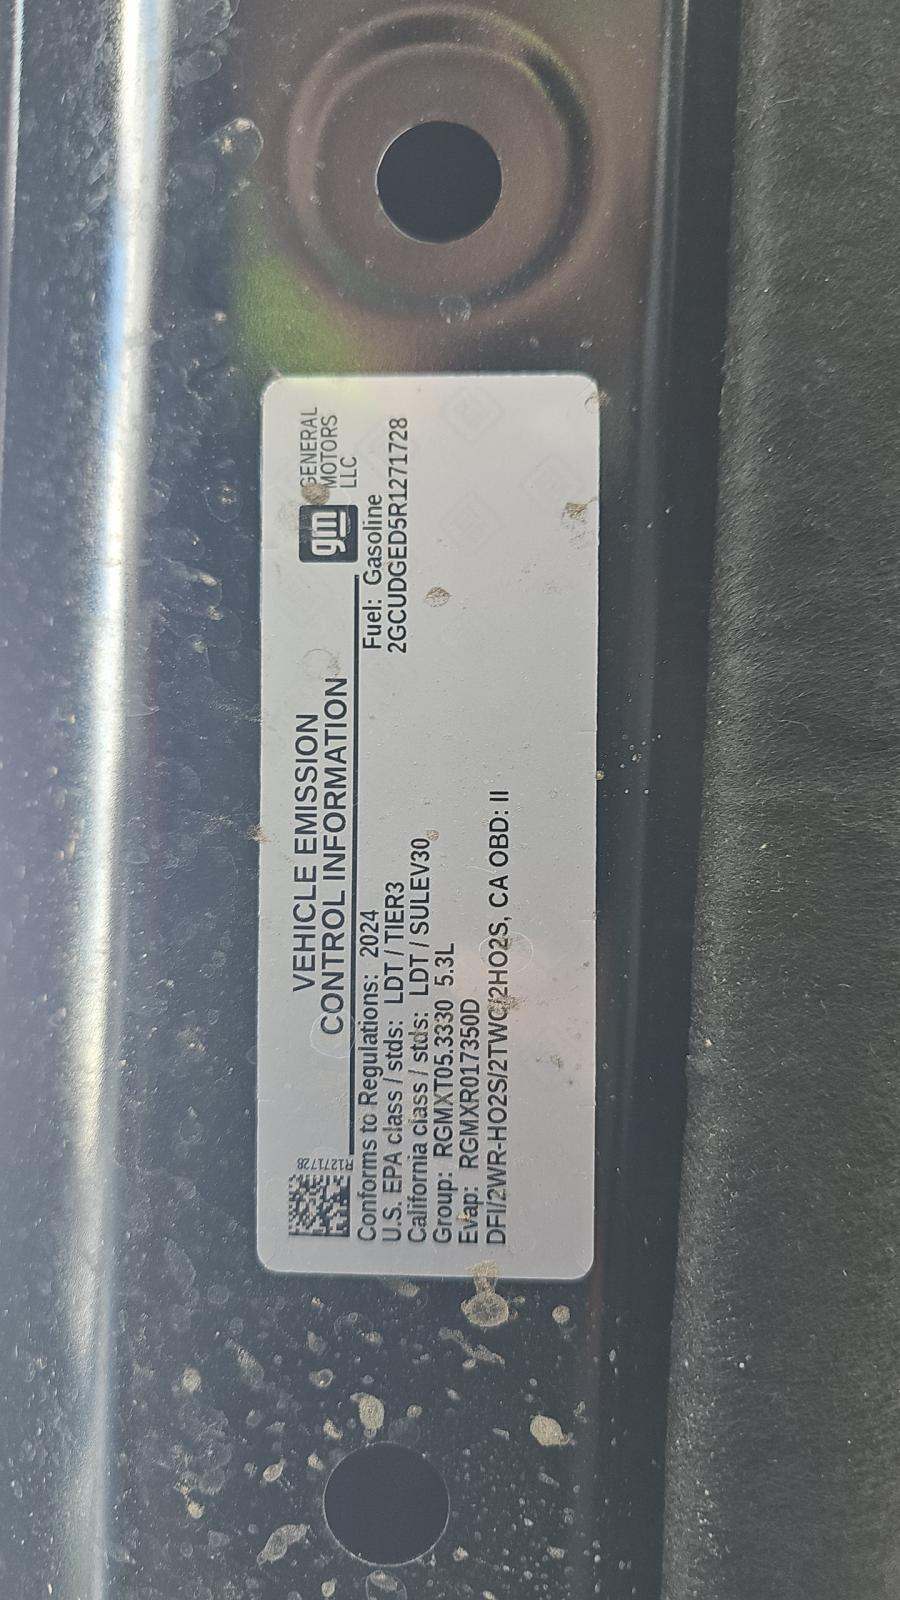 VEHICLE EMISSION
CONTROL INFORMATION
gm
GENERAL
MOTORS
LLC
R1271728
Conforms to Regulations: 2024
U.S. EPA class / stds: LDT / TIER3
California class / stds: LDT / SULEV30
Group: RGMXT05.3330 5.3L
Evap: RGMXR017350D
DFI/2WR-HO2S/2TWC/2HO2S, CA OBD: II
Fuel: Gasoline
2GCUDGED5R1271728